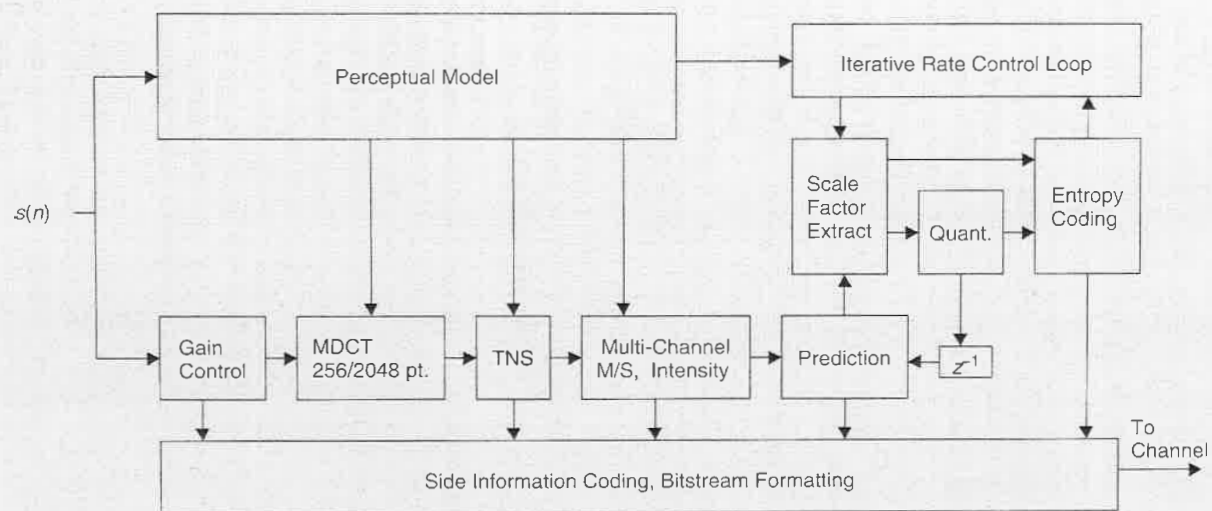 Perceptual Model
Iterative Rate Control Loop
s(n)
Scale
Factor
Extract
Quant.
Entropy
Coding
Gain
Control
MDCT
256/2048 pt.
TNS
Multi-Channel
M/S, Intensity
Prediction
z⁻¹
To
Channel
Side Information Coding, Bitstream Formatting